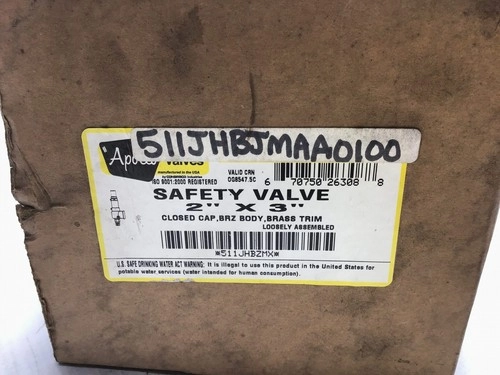 511JHBJMAA0100
Apollo Valves
manufactured in the USA
by CONBRACO Industries
ISO 9001:2000 REGISTERED
VALID CRN
OG8547.5C
6 70750 26308 8
SAFETY VALVE
2" X 3"
CLOSED CAP,BRZ BODY,BRASS TRIM
LOOSELY ASSEMBLED
*511JHBZMX*
U.S. SAFE DRINKING WATER ACT WARNING: It is illegal to use this product in the United States for
potable water services (water intended for human consumption).